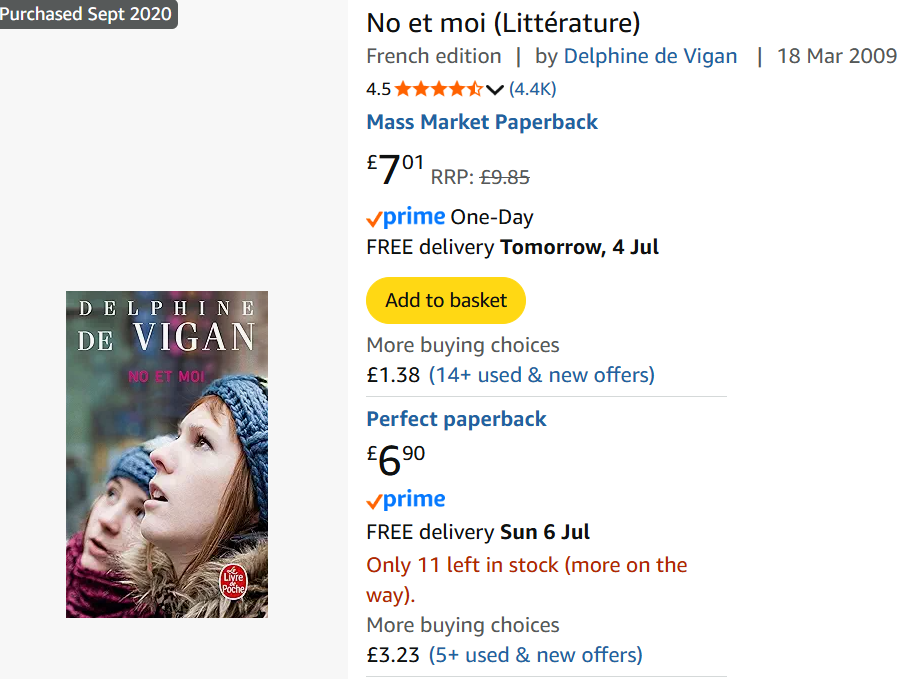 Purchased Sept 2020
No et moi (Littérature)
French edition | by Delphine de Vigan | 18 Mar 2009
4.5 (4.4K)
Mass Market Paperback
£7.01 RRP: £9.85
prime One-Day
FREE delivery Tomorrow, 4 Jul
Add to basket
More buying choices
£1.38 (14+ used & new offers)
Perfect paperback
£6.90
prime
FREE delivery Sun 6 Jul
Only 11 left in stock (more on the
way).
More buying choices
£3.23 (5+ used & new offers)
DELPHINE
DE VIGAN
NO ET MOI
Le
Livre
de
Poche